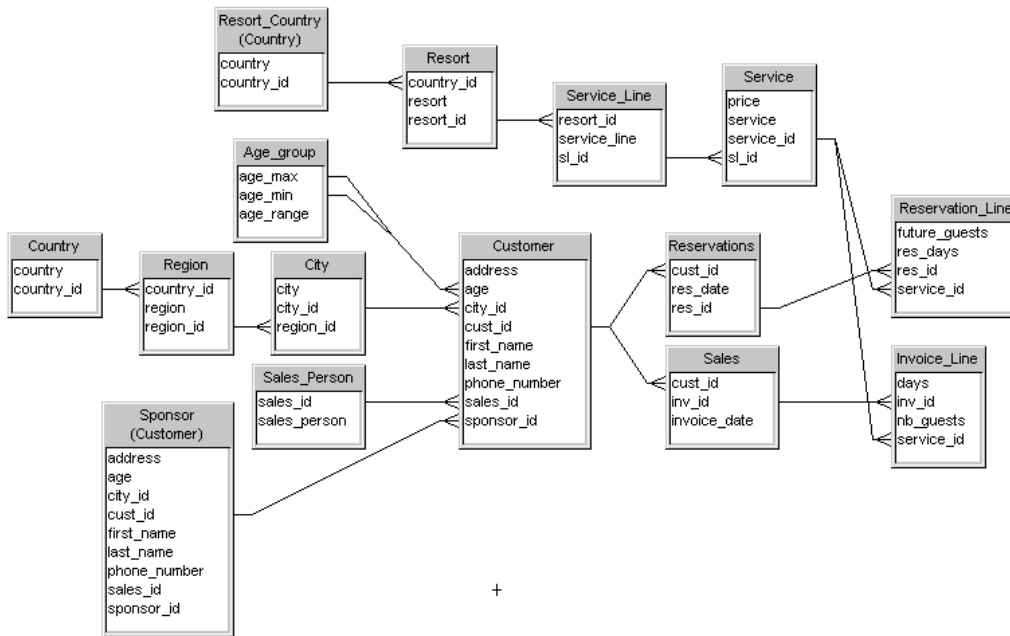 Resort_Country
(Country)
country
country_id
Resort
country_id
resort
resort_id
Service_Line
resort_id
service_line
sl_id
Service
price
service
service_id
sl_id
Age_group
age_max
age_min
age_range
Reservation_Line
future_guests
res_days
res_id
service_id
Country
country
country_id
Region
country_id
region
region_id
City
city
city_id
region_id
Customer
address
age
city_id
cust_id
first_name
last_name
phone_number
sales_id
sponsor_id
Reservations
cust_id
res_date
res_id
Sales
cust_id
inv_id
invoice_date
Invoice_Line
days
inv_id
nb_guests
service_id
Sales_Person
sales_id
sales_person
Sponsor
(Customer)
address
age
city_id
cust_id
first_name
last_name
phone_number
sales_id
sponsor_id